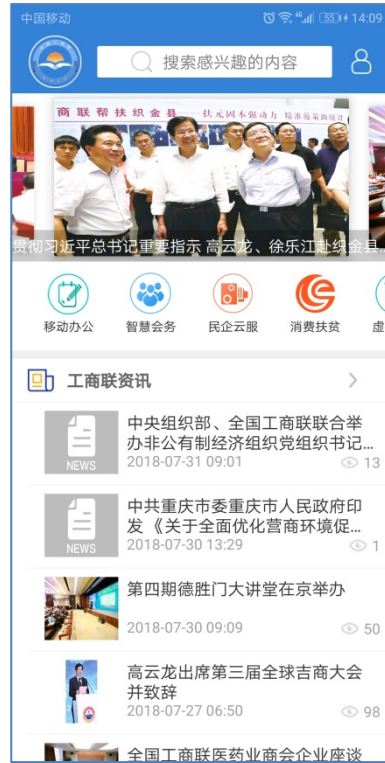 中国移动
55
14:09
搜索感兴趣的内容
商联帮扶织金县
扶元固本强动力 精准施策面脱贫
贯彻习近平总书记重要指示 高云龙、徐乐江赴织金县
移动办公
智慧会务
民企云服
消费扶贫
虚
工商联资讯
中央组织部、全国工商联联合举
办非公有制经济组织党组织书记...
NEWS
2018-07-31 09:01
13
中共重庆市委重庆市人民政府印
发《关于全面优化营商环境促...
NEWS
2018-07-30 13:29
1
第四期德胜门大讲堂在京举办
2018-07-30 09:09
50
高云龙出席第三届全球吉商大会
并致辞
2018-07-27 06:50
98
全国工商联医药业商会企业座谈